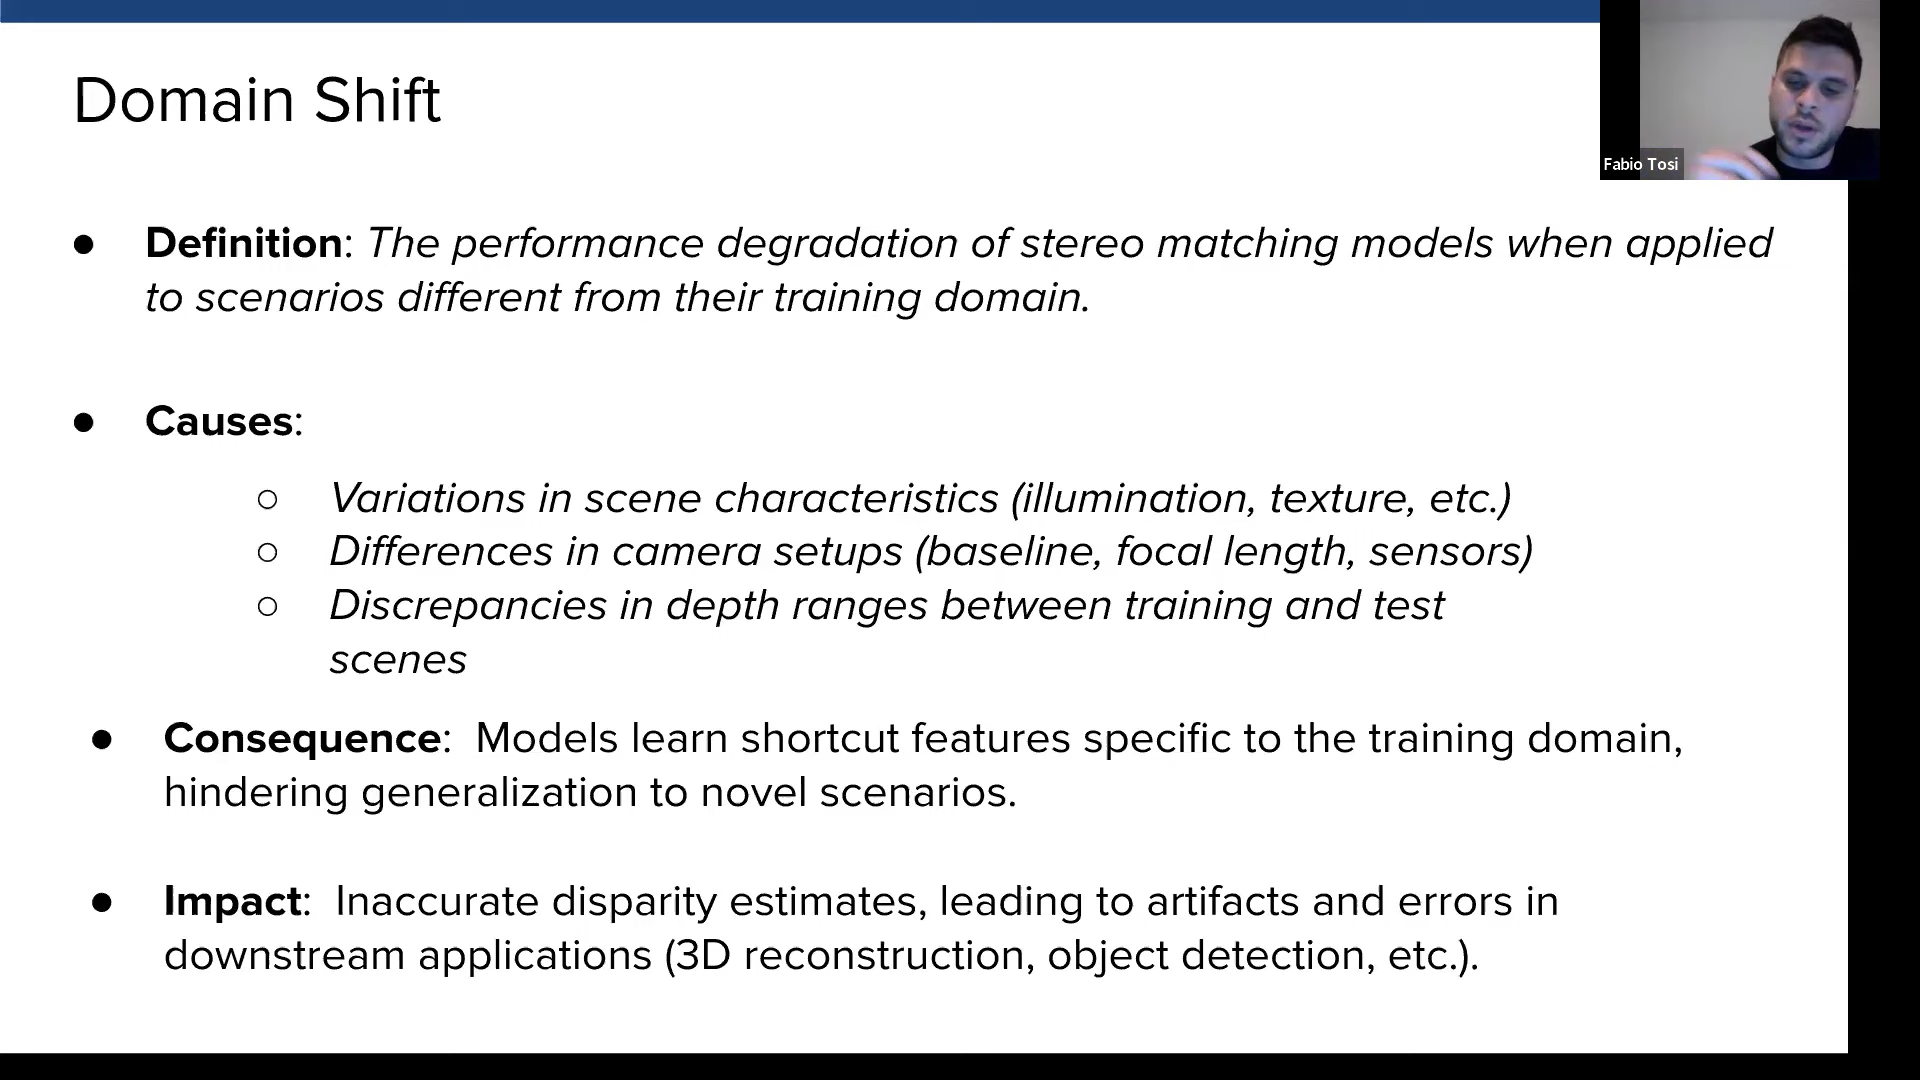 Domain Shift
Fabio Tosi
● Definition: The performance degradation of stereo matching models when applied
to scenarios different from their training domain.
● Causes:
○ Variations in scene characteristics (illumination, texture, etc.)
○ Differences in camera setups (baseline, focal length, sensors)
○ Discrepancies in depth ranges between training and test
scenes
● Consequence: Models learn shortcut features specific to the training domain,
hindering generalization to novel scenarios.
● Impact: Inaccurate disparity estimates, leading to artifacts and errors in
downstream applications (3D reconstruction, object detection, etc.).